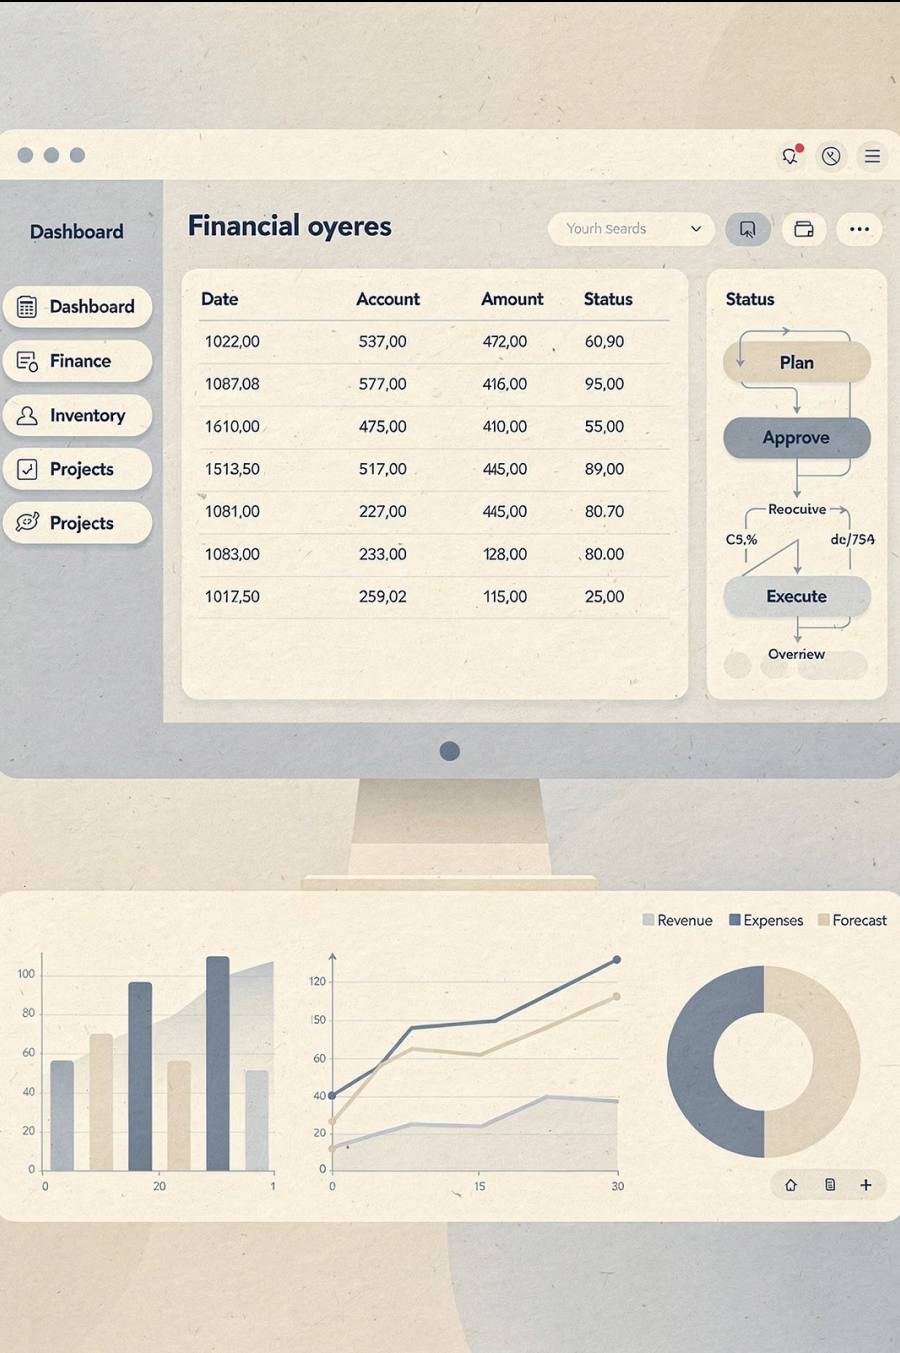 Dashboard
Financial oyeres
Yourh Seards
Dashboard
Finance
Inventory
Projects
Projects
Date Account Amount Status
1022,00 537,00 472,00 60,90
1087,08 577,00 416,00 95,00
1610,00 475,00 410,00 55,00
1513,50 517,00 445,00 89,00
1081,00 227,00 445,00 80.70
1083,00 233,00 128,00 80.00
1017,50 259,02 115,00 25,00
Status
Plan
Approve
Reocuive
C5,% de/754
Execute
Overriew
Revenue Expenses Forecast
100
80
60
40
20
0
0 20 1
120
150
60
40
20
0
0 15 30